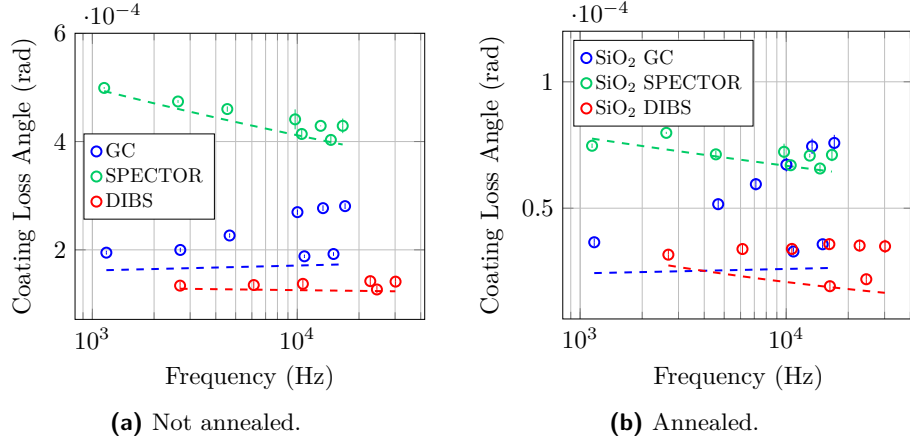 ·10⁻⁴
6
4
2
Coating Loss Angle (rad)
GC
SPECTOR
DIBS
10³
10⁴
Frequency (Hz)
(a) Not annealed.
·10⁻⁴
1
0.5
Coating Loss Angle (rad)
SiO₂ GC
SiO₂ SPECTOR
SiO₂ DIBS
10³
10⁴
Frequency (Hz)
(b) Annealed.